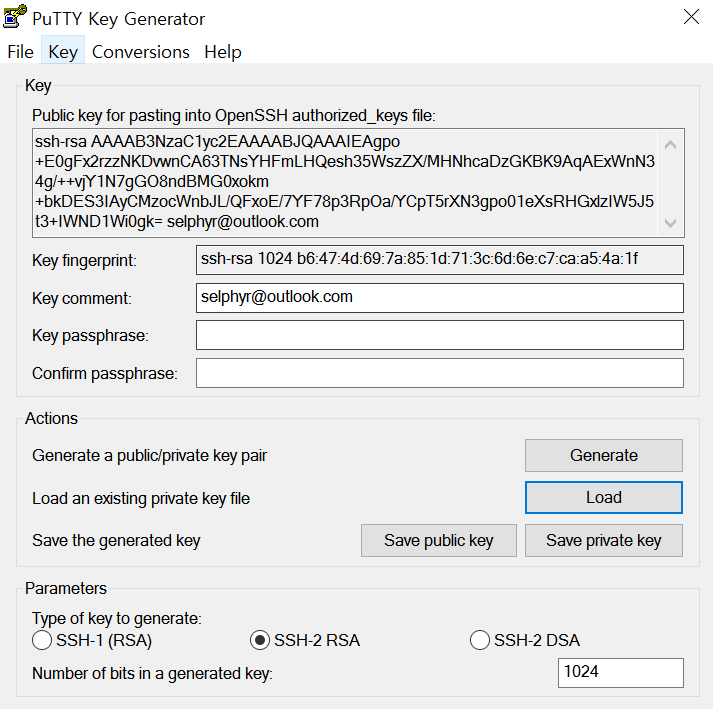 PuTTY Key Generator
File Key Conversions Help
Key
Public key for pasting into OpenSSH authorized_keys file:
ssh-rsa AAAAB3NzaC1yc2EAAAABJQAAAIEAgpo
+E0gFx2rzzNKDvwnCA63TNsYHFmLHQesh35WszZX/MHNhcaDzGKBK9AqAExWnN3
4g/++vjY1N7gGO8ndBMG0xokm
+bkDES3IAyCMzocWnbJL/QFxoE/7YF78p3RpOa/YCpT5rXN3gpo01eXsRHGxlzIW5J5
t3+IWND1Wi0gk= selphyr@outlook.com
Key fingerprint: ssh-rsa 1024 b6:47:4d:69:7a:85:1d:71:3c:6d:6e:c7:ca:a5:4a:1f
Key comment: selphyr@outlook.com
Key passphrase:
Confirm passphrase:
Actions
Generate a public/private key pair Generate
Load an existing private key file Load
Save the generated key Save public key Save private key
Parameters
Type of key to generate:
SSH-1 (RSA) SSH-2 RSA SSH-2 DSA
Number of bits in a generated key: 1024